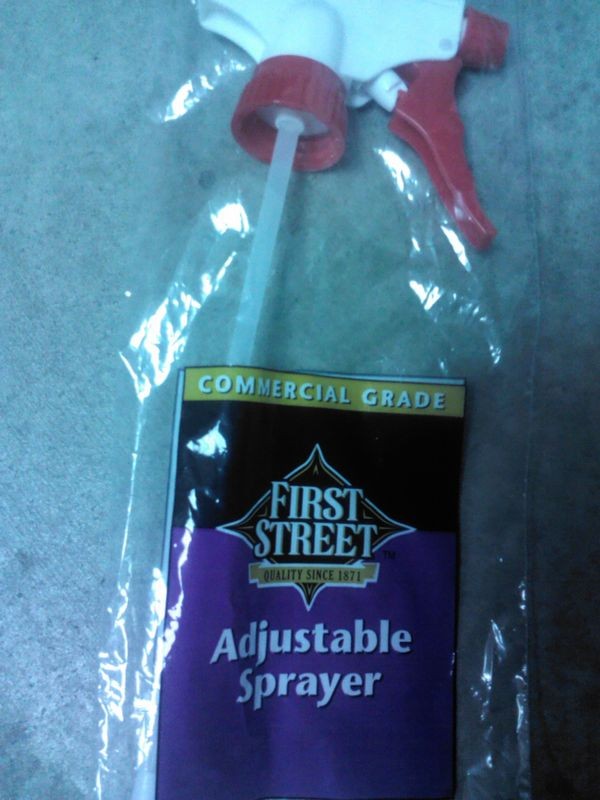 COMMERCIAL GRADE
FIRST
STREET TM
QUALITY SINCE 1871
Adjustable
Sprayer